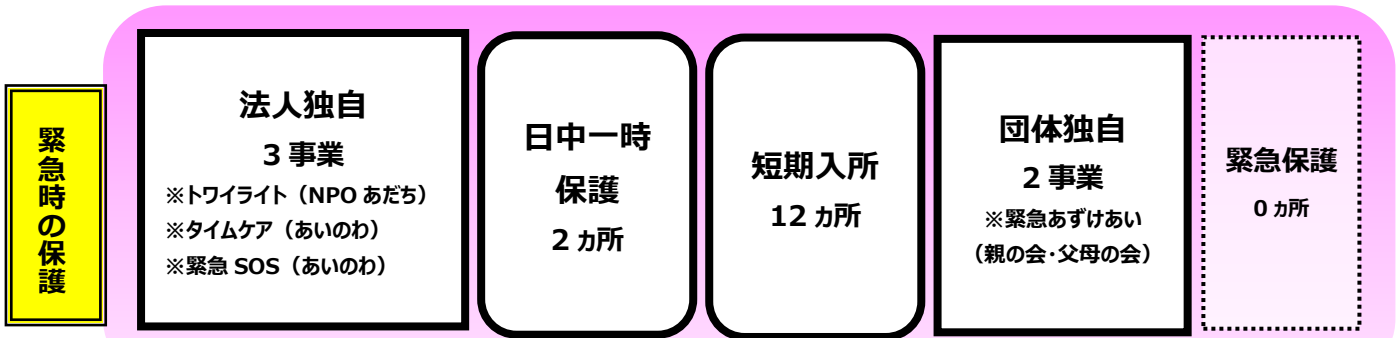 緊急時の保護
法人独自
3 事業
※トワイライト（NPO あだち）
※タイムケア（あいのわ）
※緊急 SOS（あいのわ）
日中一時
保護
2 ヵ所
短期入所
12 ヵ所
団体独自
2 事業
※緊急あずけあい
（親の会・父母の会）
緊急保護
0 ヵ所